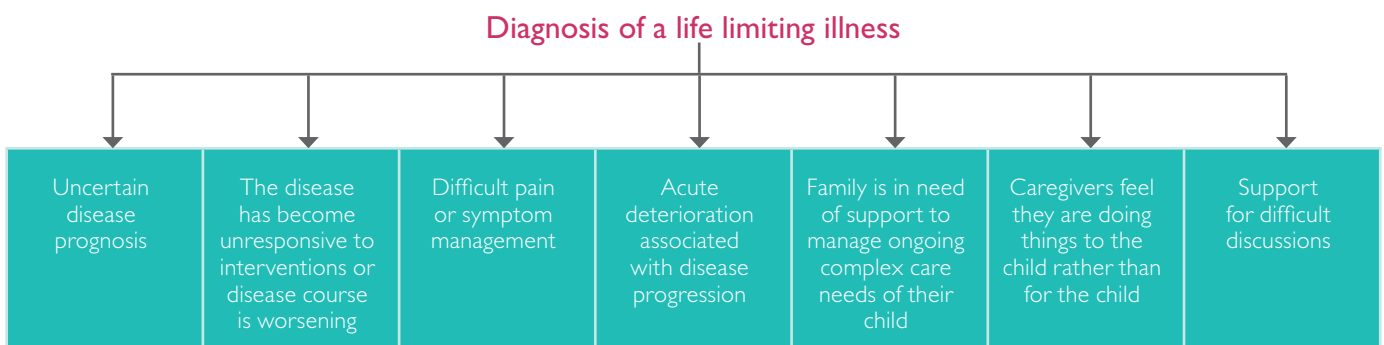 Diagnosis of a life limiting illness
Uncertain
disease
prognosis
The disease
has become
unresponsive to
interventions or
disease course
is worsening
Difficult pain
or symptom
management
Acute
deterioration
associated
with disease
progression
Family is in need
of support to
manage ongoing
complex care
needs of their
child
Caregivers feel
they are doing
things to the
child rather than
for the child
Support
for difficult
discussions